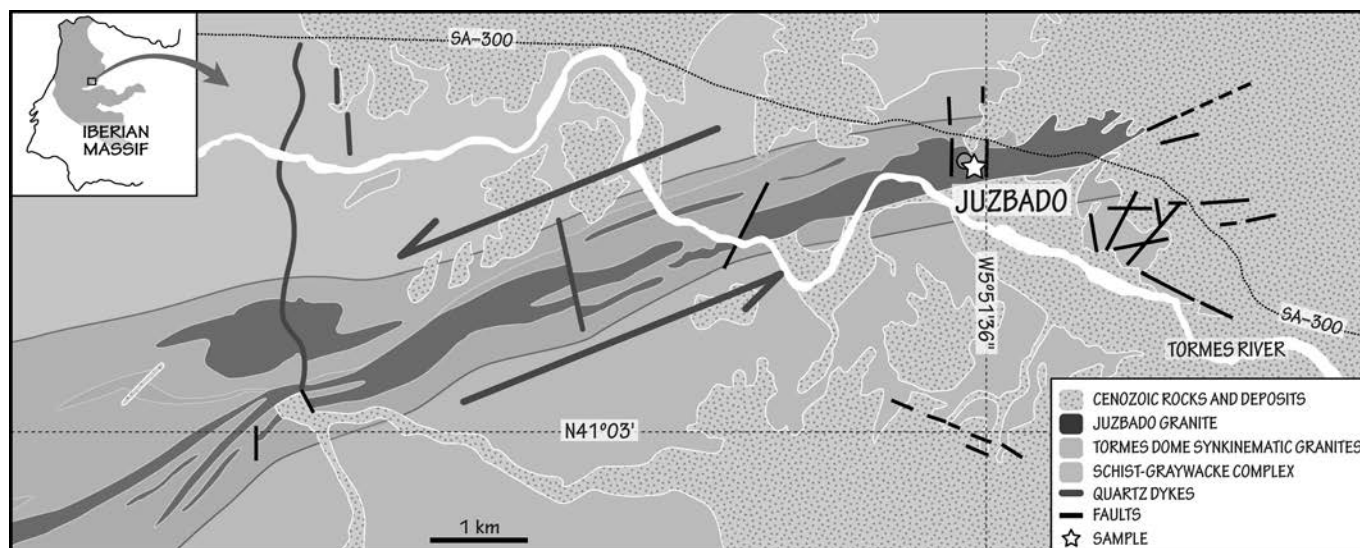 IBERIAN
MASSIF
SA-300
JUZBADO
W5°51'36"
SA-300
TORMES RIVER
N41°03'
1 km
CENOZOIC ROCKS AND DEPOSITS
JUZBADO GRANITE
TORMES DOME SYNKINEMATIC GRANITES
SCHIST-GRAYWACKE COMPLEX
QUARTZ DYKES
FAULTS
SAMPLE